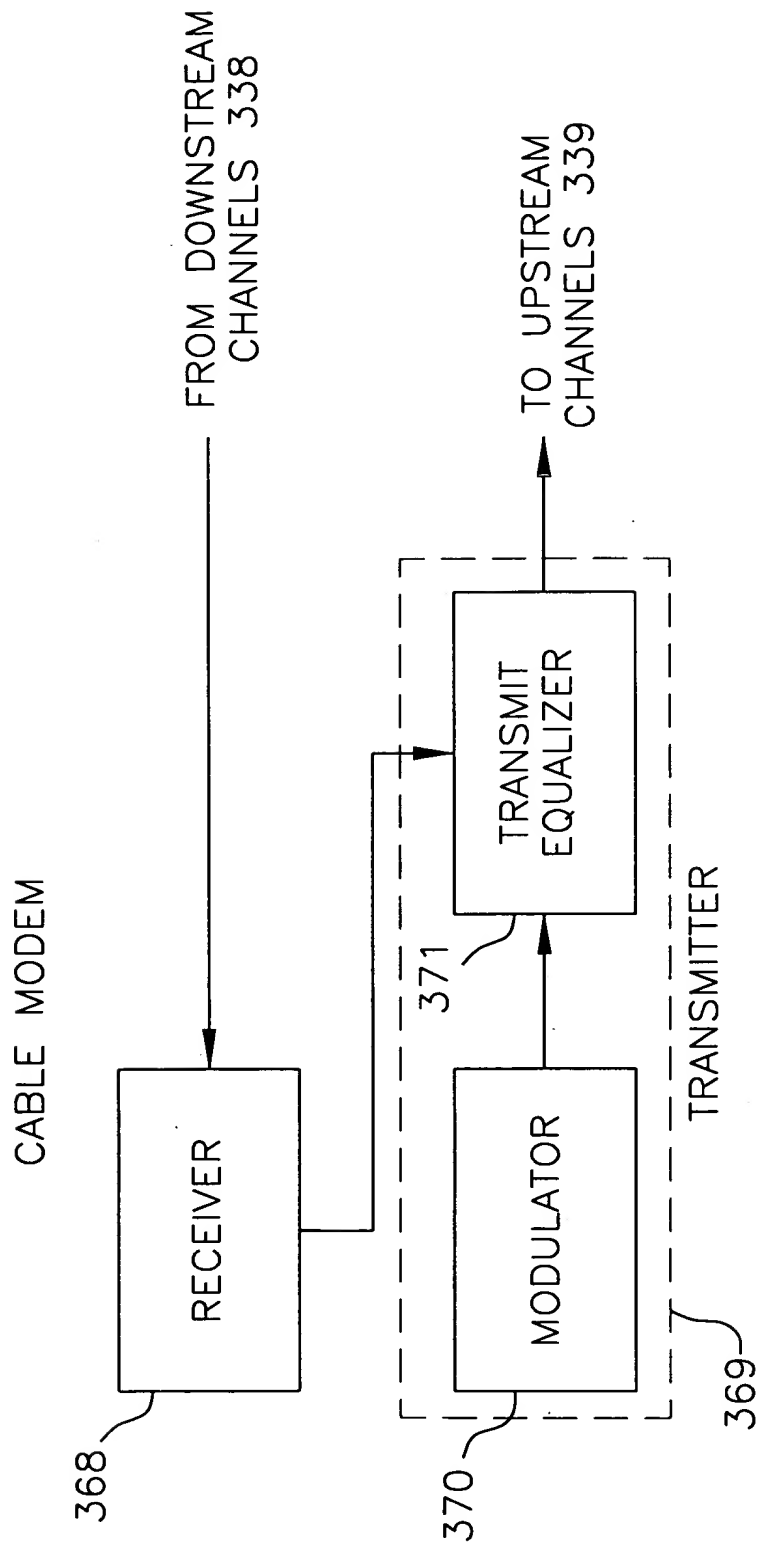 CABLE MODEM
368
RECEIVER
FROM DOWNSTREAM
CHANNELS 338
370
MODULATOR
371
TRANSMIT
EQUALIZER
TO UPSTREAM
CHANNELS 339
369
TRANSMITTER